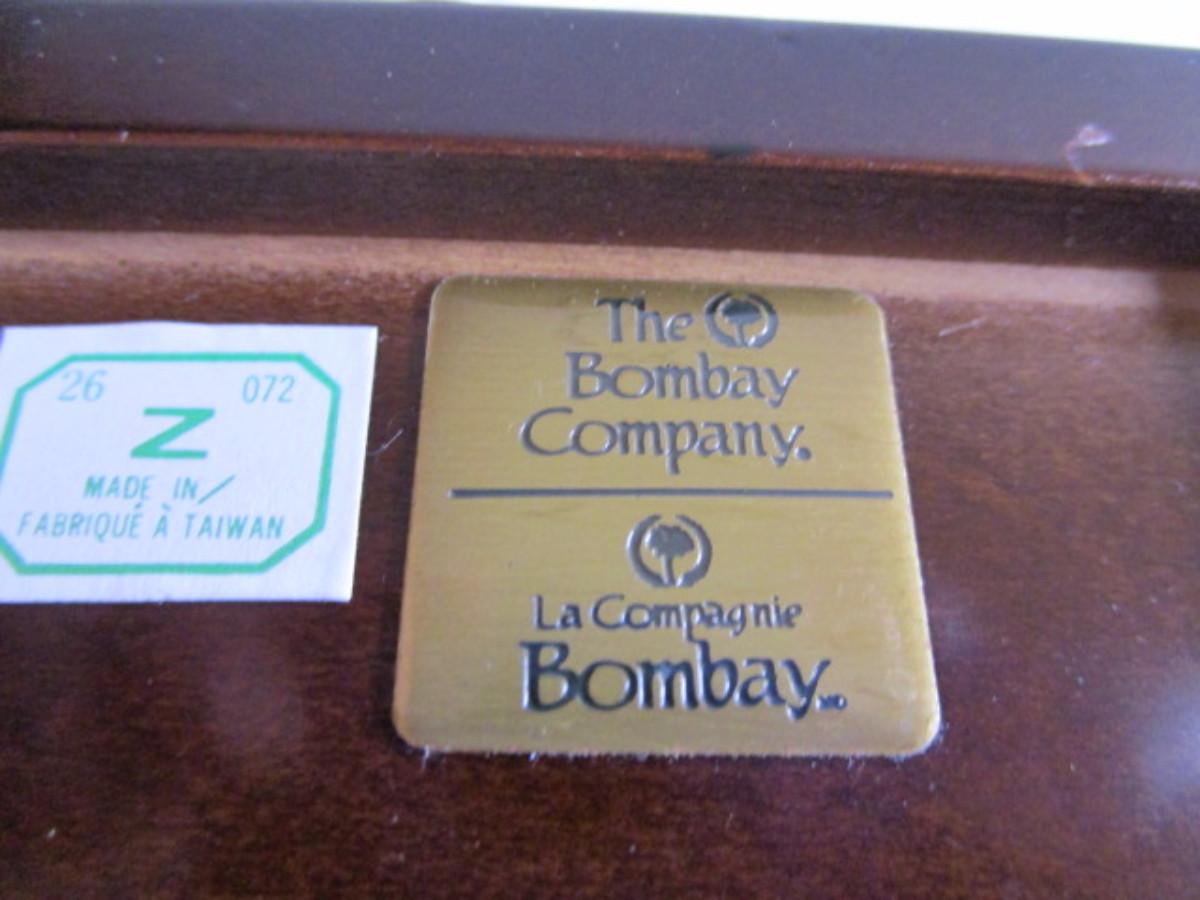 26 072
N
MADE IN/
FABRIQUÉ À TAIWAN
The
Bombay
Company.
La Compagnie
Bombay